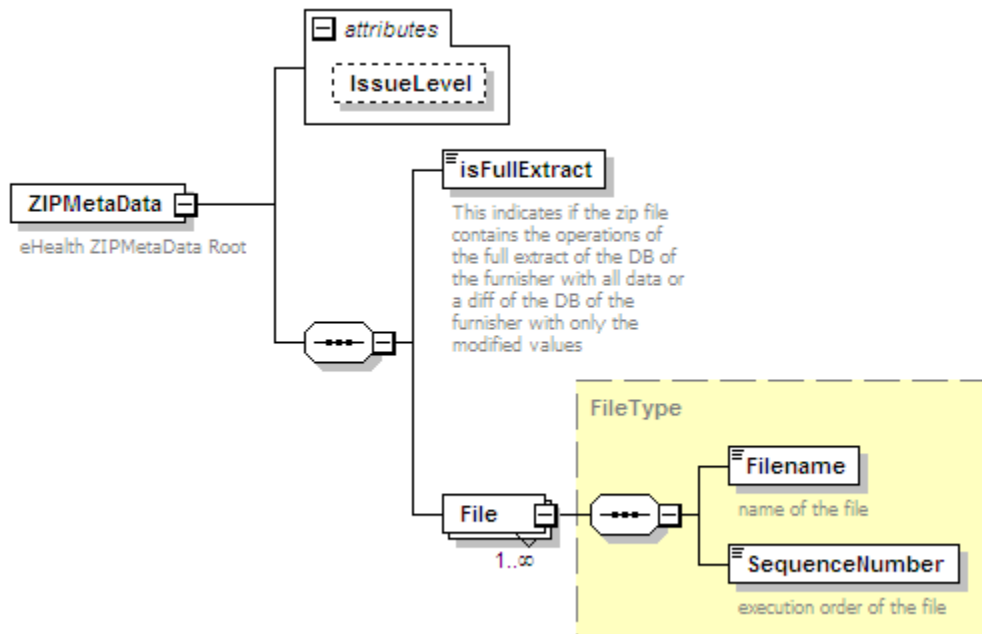 attributes
IssueLevel
ZIPMetaData
eHealth ZIPMetaData Root
isFullExtract
This indicates if the zip file
contains the operations of
the full extract of the DB of
the furnisher with all data or
a diff of the DB of the
furnisher with only the
modified values
FileType
Filename
name of the file
File
1..∞
SequenceNumber
execution order of the file